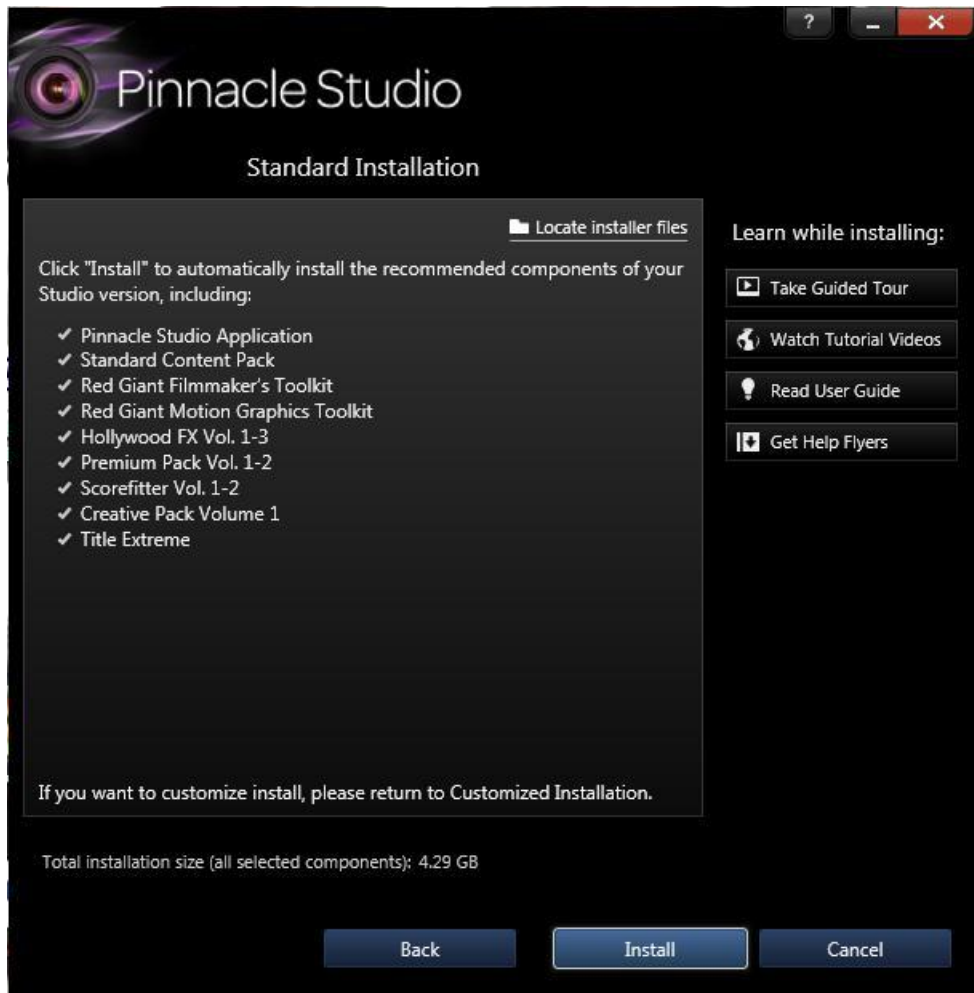 ?
Pinnacle Studio
Standard Installation
Locate installer files
Click "Install" to automatically install the recommended components of your
Studio version, including:
Pinnacle Studio Application
Standard Content Pack
Red Giant Filmmaker's Toolkit
Red Giant Motion Graphics Toolkit
Hollywood FX Vol. 1-3
Premium Pack Vol. 1-2
Scorefitter Vol. 1-2
Creative Pack Volume 1
Title Extreme
If you want to customize install, please return to Customized Installation.
Learn while installing:
Take Guided Tour
Watch Tutorial Videos
Read User Guide
Get Help Flyers
Total installation size (all selected components): 4.29 GB
Back
Install
Cancel